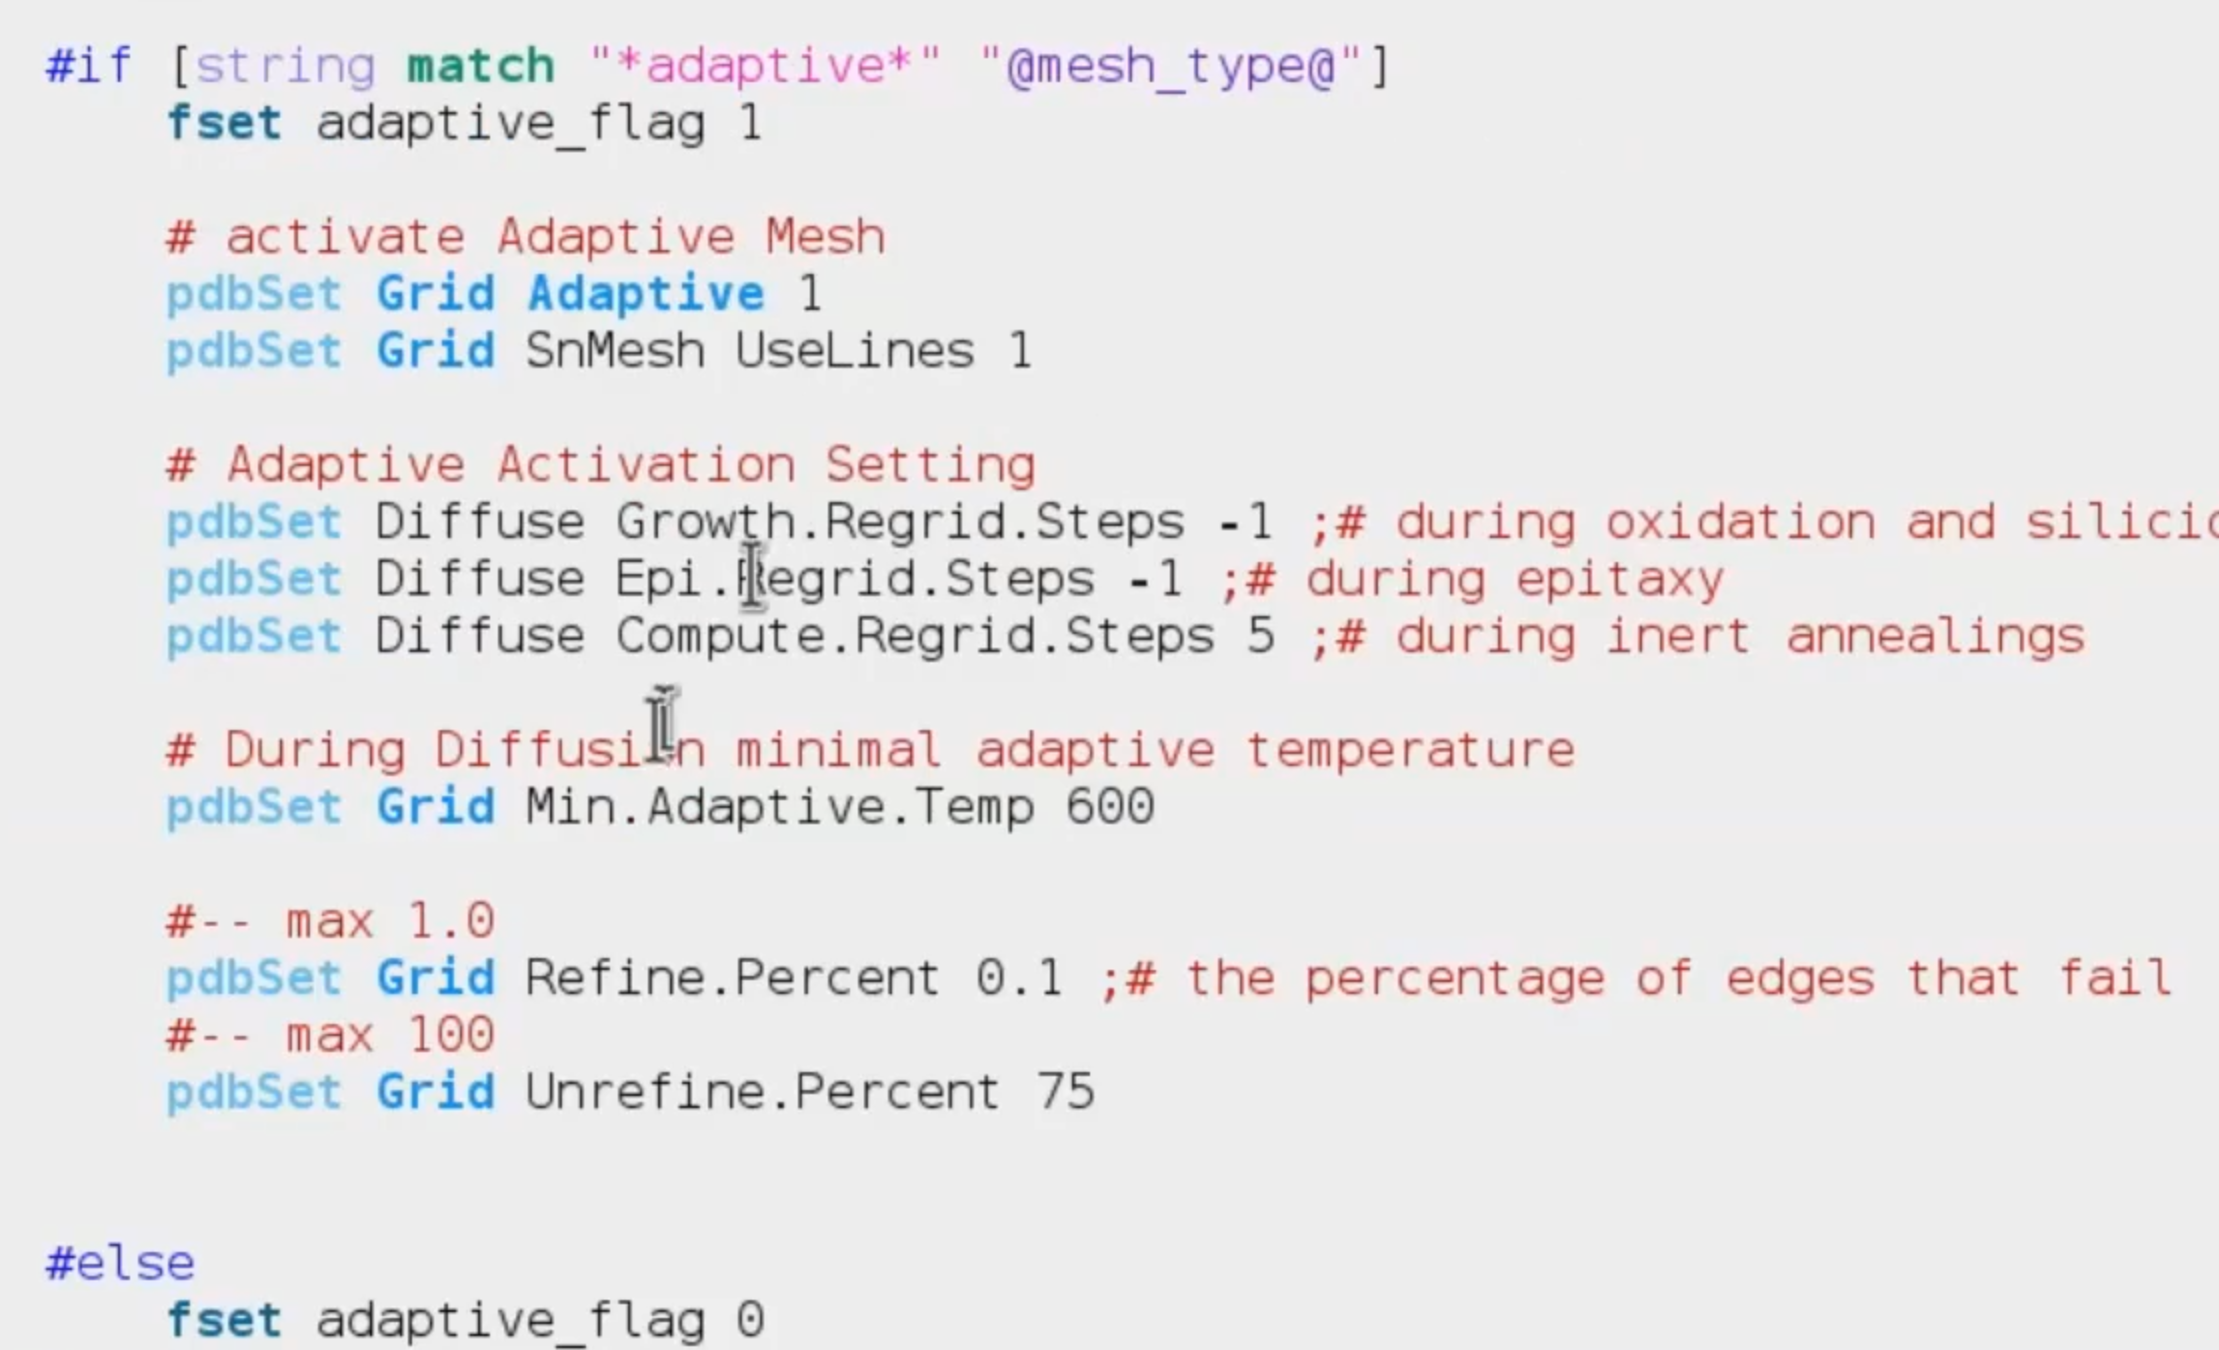 #if [string match "*adaptive*" "@mesh_type@"]
fset adaptive_flag 1
# activate Adaptive Mesh
pdbSet Grid Adaptive 1
pdbSet Grid SnMesh UseLines 1
# Adaptive Activation Setting
pdbSet Diffuse Growth.Regrid.Steps -1 ;# during oxidation and
pdbSet Diffuse Epi.Regrid.Steps -1 ;# during epitaxy
pdbSet Diffuse Compute.Regrid.Steps 5 ;# during inert annealings
# During Diffusion minimal adaptive temperature
pdbSet Grid Min.Adaptive.Temp 600
#-- max 1.0
pdbSet Grid Refine.Percent 0.1 ;# the percentage of edges that fail
#-- max 100
pdbSet Grid Unrefine.Percent 75
#else
fset adaptive_flag 0